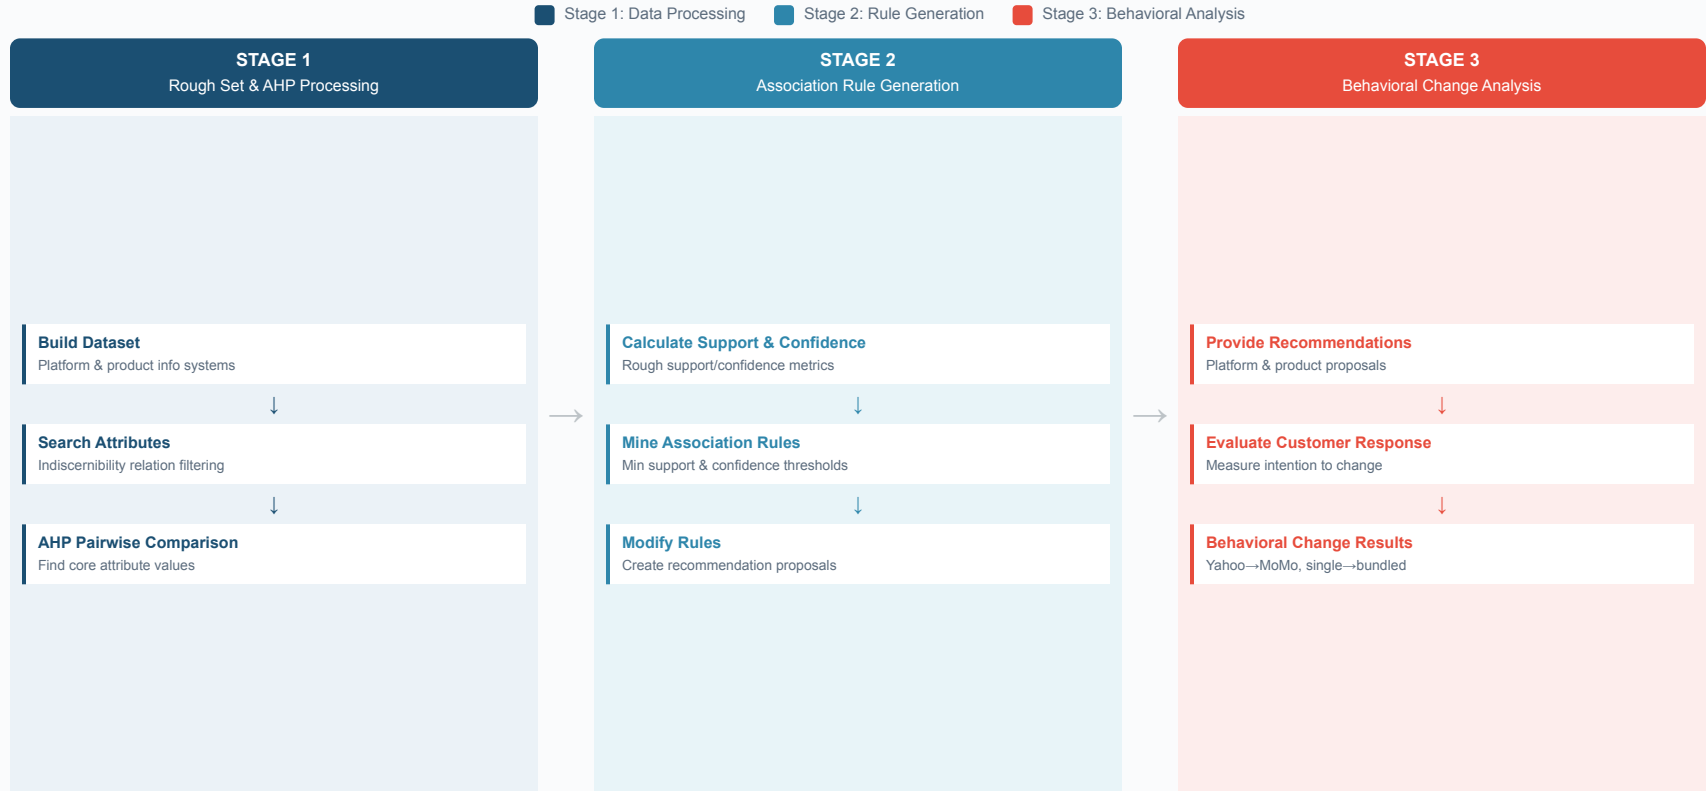 Stage 1: Data Processing
Stage 2: Rule Generation
Stage 3: Behavioral Analysis
STAGE 1
Rough Set & AHP Processing
Build Dataset
Platform & product info systems
↓
Search Attributes
Indiscernibility relation filtering
↓
AHP Pairwise Comparison
Find core attribute values
→
STAGE 2
Association Rule Generation
Calculate Support & Confidence
Rough support/confidence metrics
↓
Mine Association Rules
Min support & confidence thresholds
↓
Modify Rules
Create recommendation proposals
→
STAGE 3
Behavioral Change Analysis
Provide Recommendations
Platform & product proposals
↓
Evaluate Customer Response
Measure intention to change
↓
Behavioral Change Results
Yahoo→MoMo, single→bundled